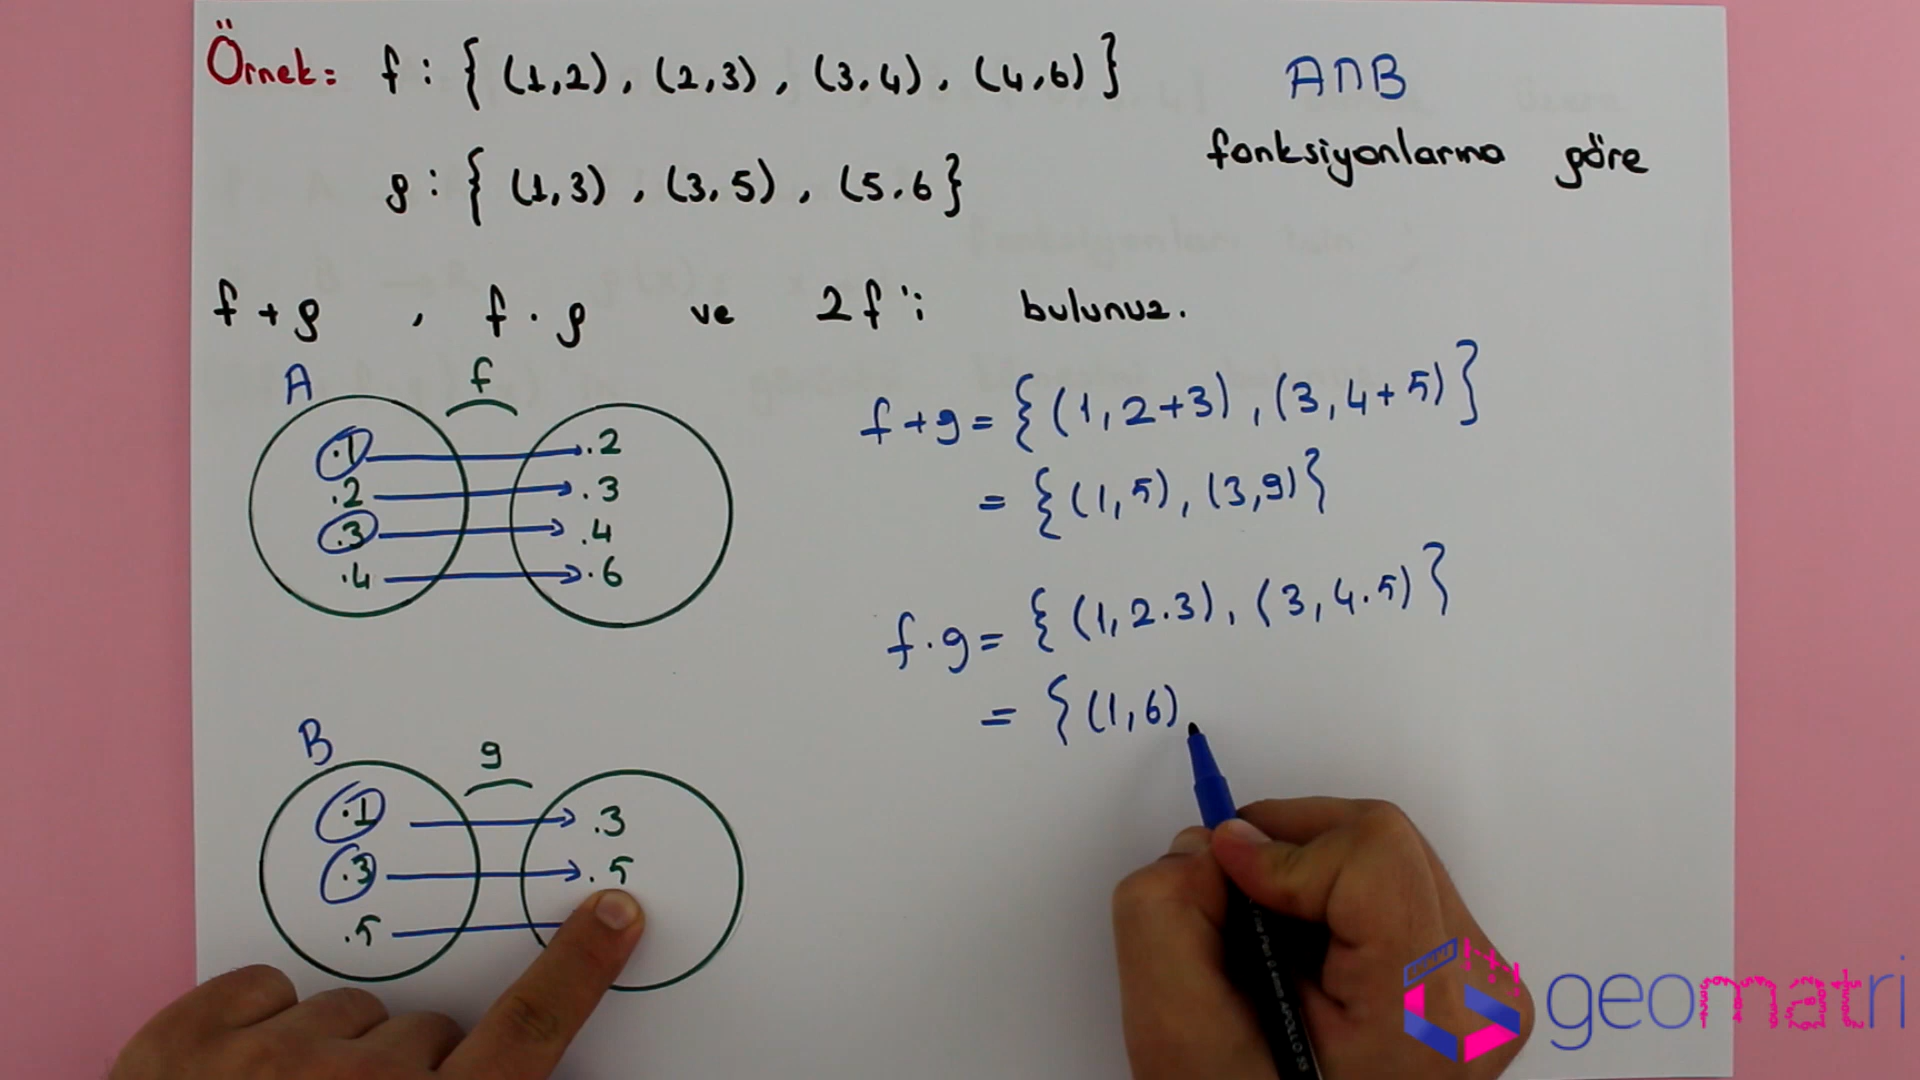 Örnek: f : { (1,2) , (2,3) , (3,4) , (4,6) }
A∩B
g : { (1,3) , (3,5) , (5,6 }
fonksiyonlarına göre
f+g , f·g ve 2f'i bulunuz.
A f
.1 .2
.2 .3
.3 .4
.4 .6
f+g = { (1, 2+3) , (3, 4+5) }
= { (1,5) , (3,9) }
f·g = { (1, 2.3) , (3, 4.5) }
= { (1,6)
B g
.1 .3
.3 .5
.5
geomatri